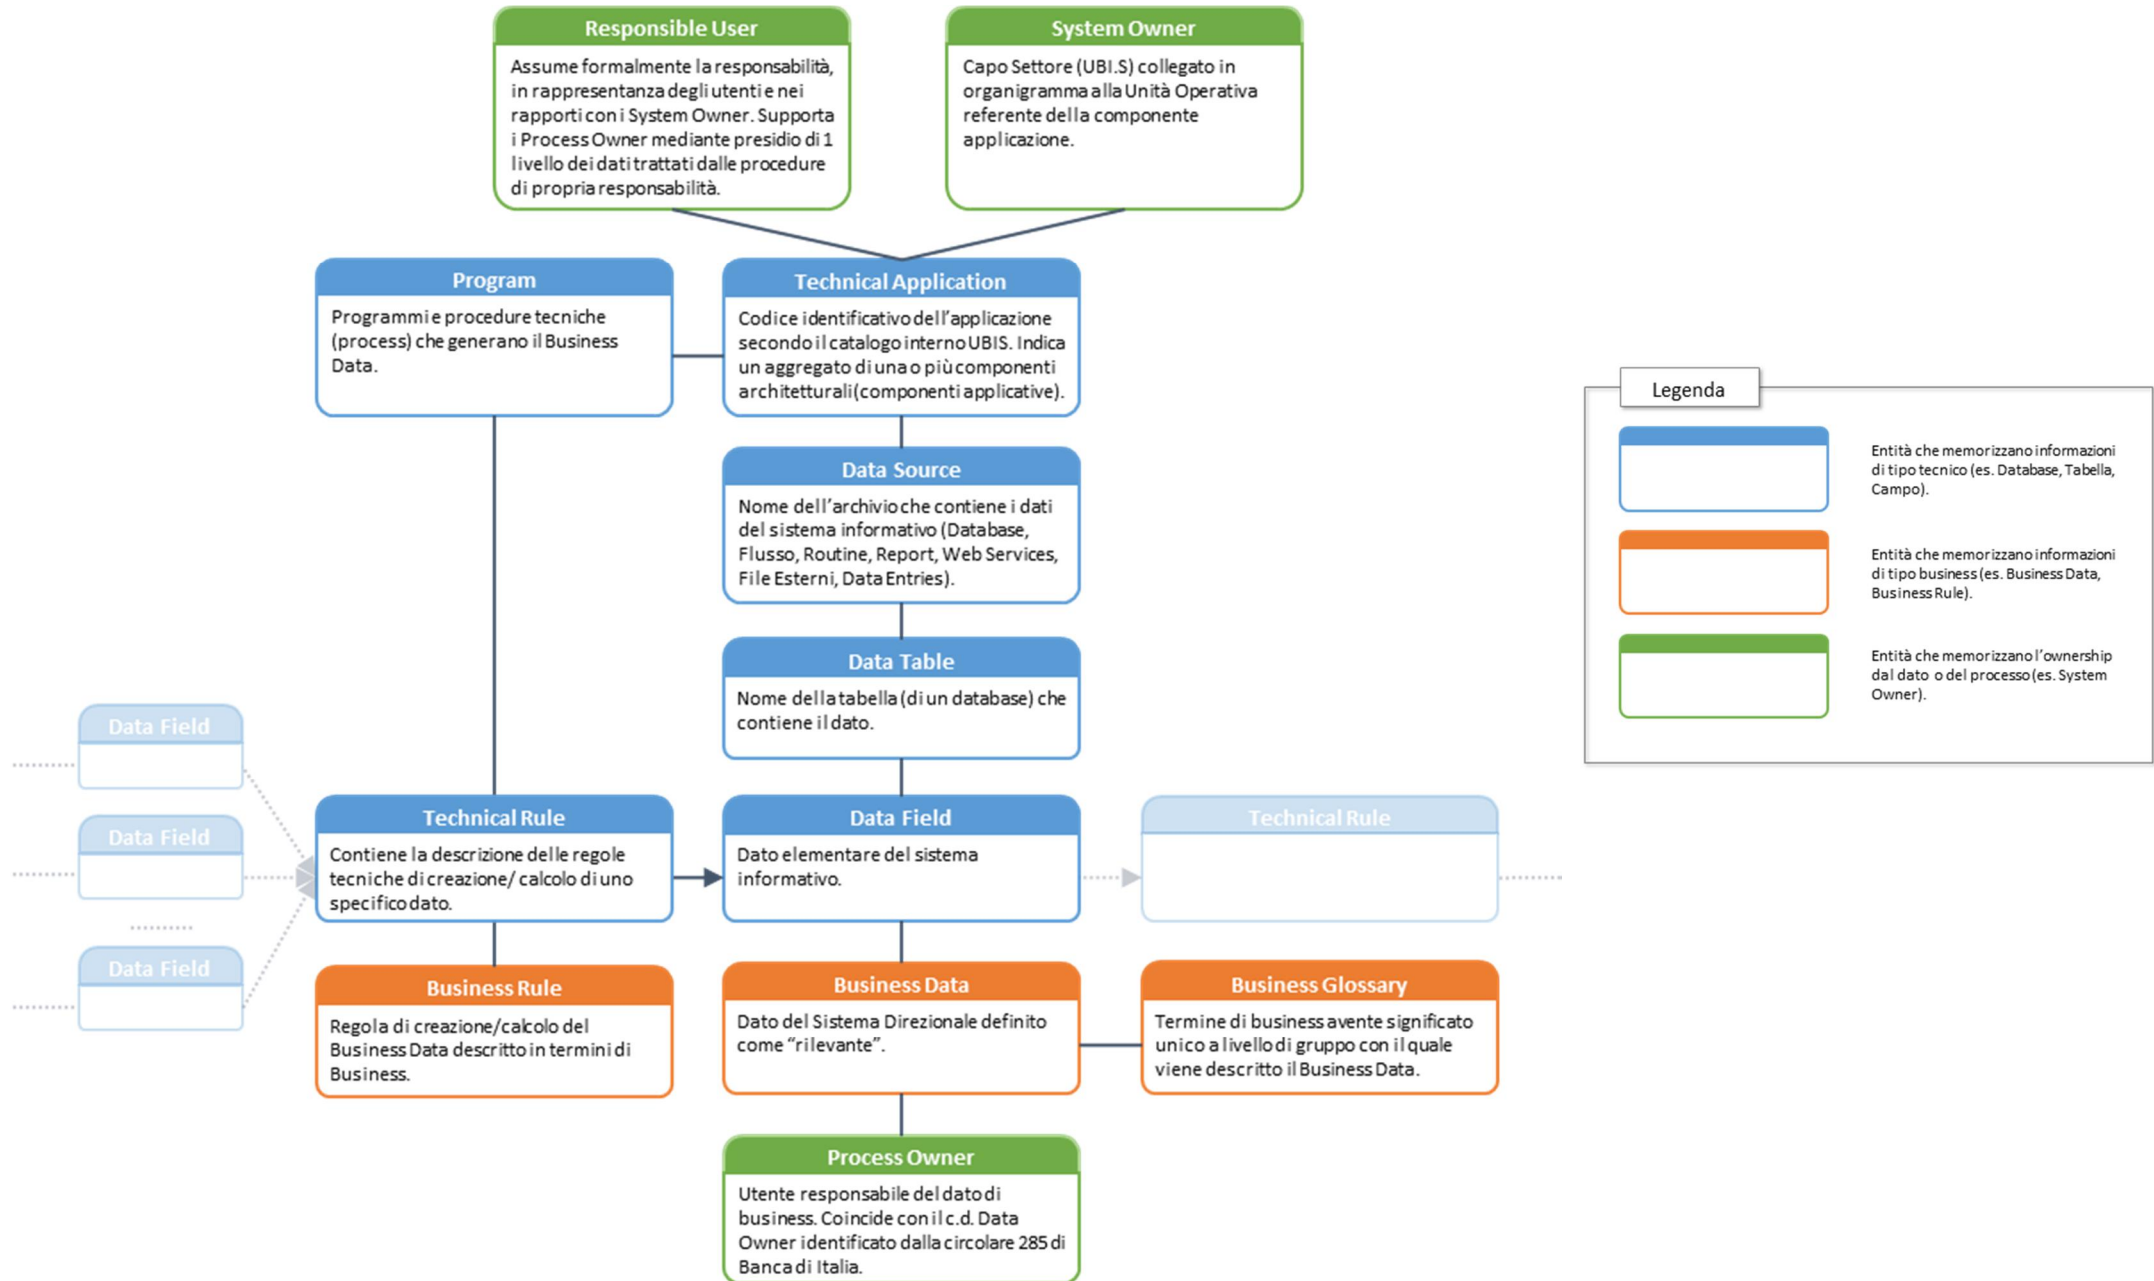 Responsible User
Assume formalmente la responsabilità,
in rappresentanza degli utenti e nei
rapporti con i System Owner. Supporta
i Process Owner mediante presidio di 1
livello dei dati trattati dalle procedure
di propria responsabilità.
System Owner
Capo Settore (UBI.S) collegato in
organigramma alla Unità Operativa
referente della componente
applicazione.
Program
Programmi e procedure tecniche
(process) che generano il Business
Data.
Technical Application
Codice identificativo dell’applicazione
secondo il catalogo interno UBIS. Indica
un aggregato di una o più componenti
architetturali (componenti applicative).
Data Source
Nome dell’archivio che contiene i dati
del sistema informativo (Database,
Flusso, Routine, Report, Web Services,
File Esterni, Data Entries).
Data Table
Nome della tabella (di un database) che
contiene il dato.
Data Field
Data Field
.........
Data Field
Technical Rule
Contiene la descrizione delle regole
tecniche di creazione/ calcolo di uno
specifico dato.
Data Field
Dato elementare del sistema
informativo.
Technical Rule
Business Rule
Regola di creazione/calcolo del
Business Data descritto in termini di
Business.
Business Data
Dato del Sistema Direzionale definito
come “rilevante”.
Business Glossary
Termine di business avente significato
unico a livello di gruppo con il quale
viene descritto il Business Data.
Process Owner
Utente responsabile del dato di
business. Coincide con il c.d. Data
Owner identificato dalla circolare 285 di
Banca di Italia.
Legenda
Entità che memorizzano informazioni
di tipo tecnico (es. Database, Tabella,
Campo).
Entità che memorizzano informazioni
di tipo business (es. Business Data,
Business Rule).
Entità che memorizzano l’ownership
dal dato o del processo (es. System
Owner).